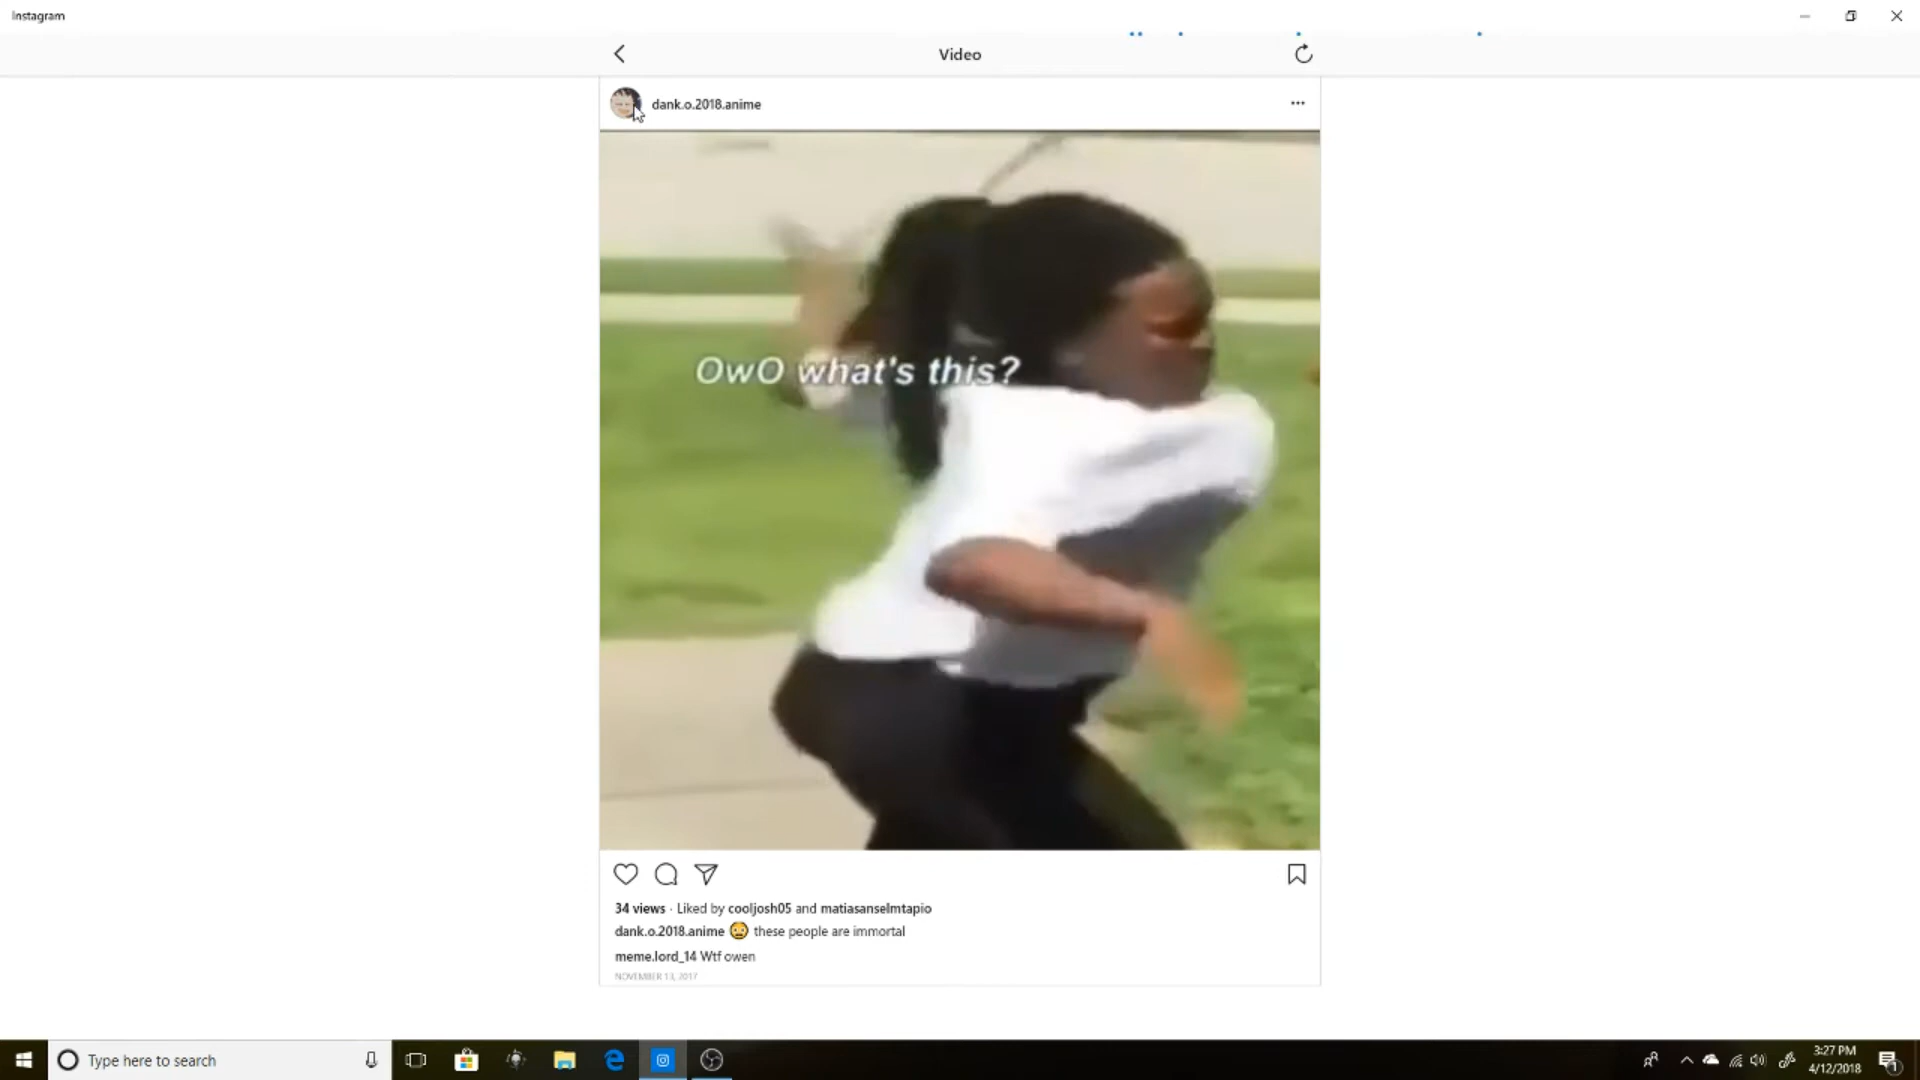 Instagram
Video
dank.o.2018.anime
OwO what's this?
34 views · Liked by cooljosh05 and matiasanselmtapio
dank.o.2018.anime 😳 these people are immortal
meme.lord_14 Wtf owen
NOVEMBER 13, 2017
Type here to search
3:27 PM
4/12/2018
1